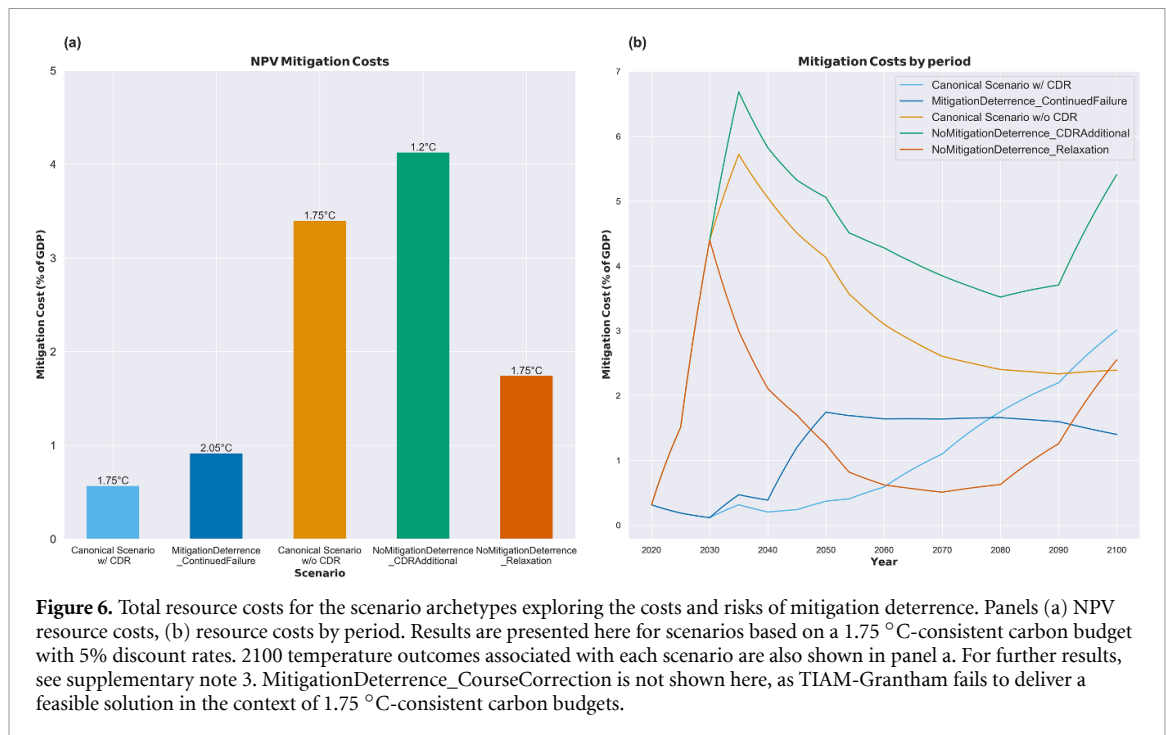 (a)
NPV Mitigation Costs
5
4
3
2
1
0
Mitigation Cost (% of GDP)
1.75°C
2.05°C
1.75°C
1.2°C
1.75°C
Canonical Scenario
w/ CDR
MitigationDeterrence
_ContinuedFailure
Canonical Scenario
w/o CDR
NoMitigationDeterrence
_CDRAdditional
NoMitigationDeterrence
_Relaxation
Scenario
(b)
Mitigation Costs by period
7
6
5
4
3
2
1
0
Mitigation Cost (% of GDP)
Canonical Scenario w/ CDR
MitigationDeterrence_ContinuedFailure
Canonical Scenario w/o CDR
NoMitigationDeterrence_CDRAdditional
NoMitigationDeterrence_Relaxation
2020 2030 2040 2050 2060 2070 2080 2090 2100
Year
Figure 6. Total resource costs for the scenario archetypes exploring the costs and risks of mitigation deterrence. Panels (a) NPV
resource costs, (b) resource costs by period. Results are presented here for scenarios based on a 1.75 °C-consistent carbon budget
with 5% discount rates. 2100 temperature outcomes associated with each scenario are also shown in panel a. For further results,
see supplementary note 3. MitigationDeterrence_CourseCorrection is not shown here, as TIAM-Grantham fails to deliver a
feasible solution in the context of 1.75 °C-consistent carbon budgets.